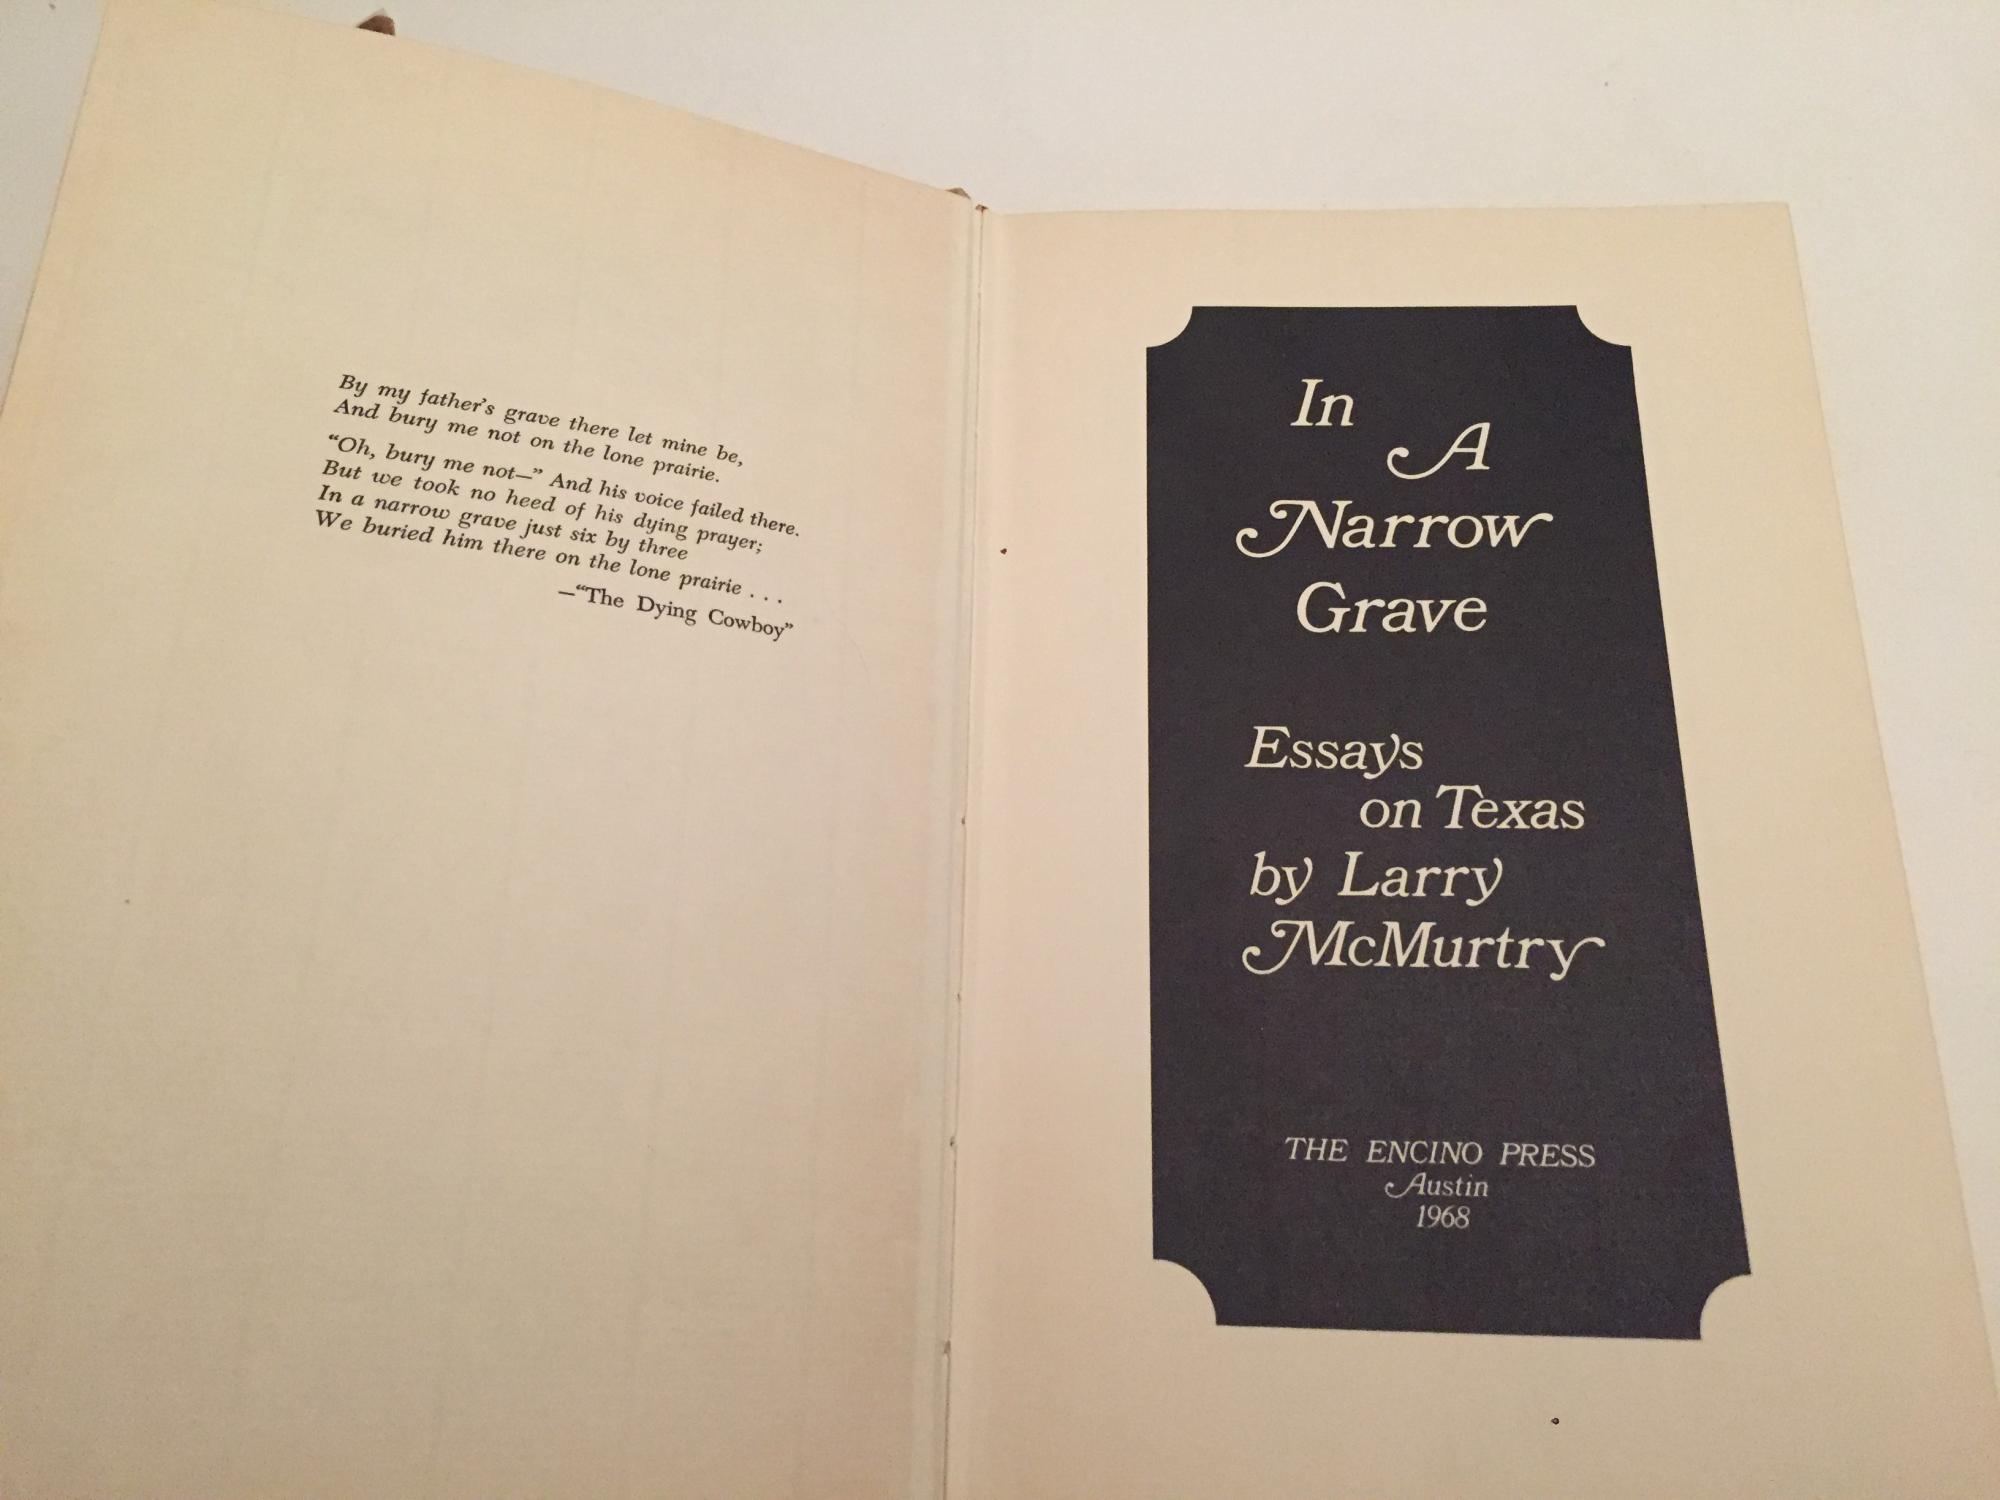 By my father's grave there let mine be,
And bury me not on the lone prairie.
“Oh, bury me not—” And his voice failed there.
But we took no heed of his dying prayer;
In a narrow grave just six by three
We buried him there on the lone prairie . . .
—“The Dying Cowboy”
In
A
Narrow
Grave
Essays
on Texas
by Larry
McMurtry
THE ENCINO PRESS
Austin
1968